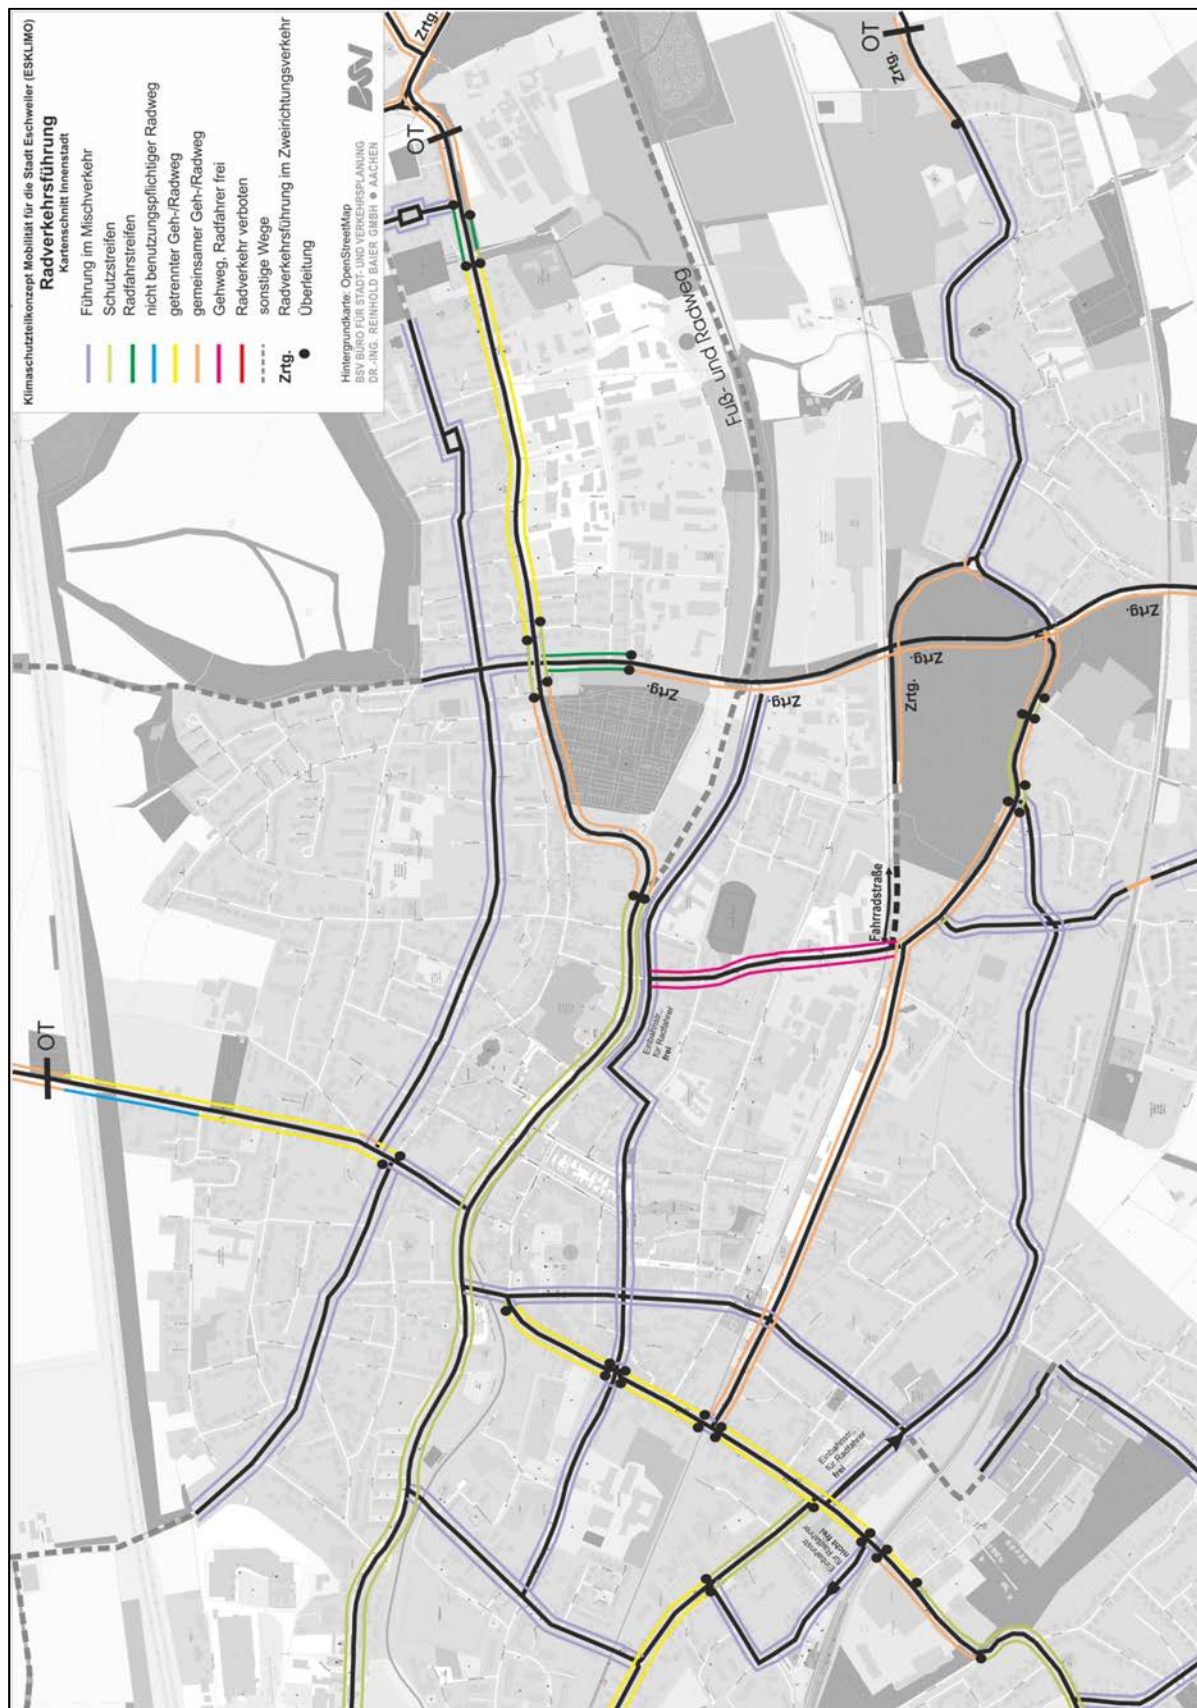 Klimaschutzteilkonzept Mobilität für die Stadt Eschweiler (ESKLIMO)
Radverkehrsführung
Kartenschnitt Innenstadt
Führung im Mischverkehr
Schutzstreifen
Radfahrstreifen
nicht benutzungspflichtiger Radweg
getrennter Geh-/Radweg
gemeinsamer Geh-/Radweg
Gehweg, Radfahrer frei
Radverkehr verboten
sonstige Wege
Zrtg. Radverkehrsführung im Zweirichtungsverkehr
Überleitung
Hintergrundkarte: OpenStreetMap
BSV BÜRO FÜR STADT- UND VERKEHRSPLANUNG
DR.-ING. REINHOLD BAIER GMBH ● AACHEN
BSV
OT
Zrtg.
OT
OT
Zrtg.
Fuß- und Radweg
Zrtg.
Zrtg.
Zrtg.
Zrtg.
Zrtg.
Fahrradstraße
Einbahnstr.,
für Radfahrer
frei
Einbahnstr.,
für Radfahrer
frei
Einbahnstr.
für Radfahrer
nicht frei